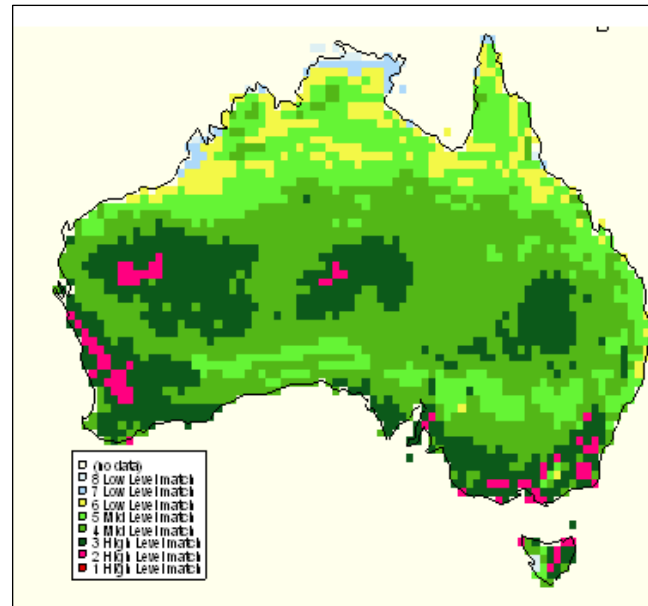 (no data)
8 Low Level match
7 Low Level match
6 Low Level match
5 Mid Level match
4 Mid Level match
3 High Level match
2 High Level match
1 High Level match